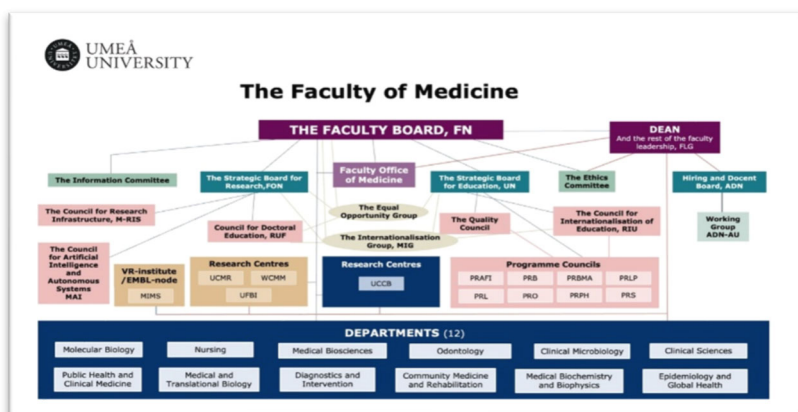 UMEÅ
UNIVERSITY
The Faculty of Medicine
THE FACULTY BOARD, FN
DEAN
And the rest of the faculty
leadership, FLG
The Information Committee
The Strategic Board for
Research,FON
Faculty Office
of Medicine
The Strategic Board
for Education, UN
The Ethics
Committee
Hiring and Docent
Board, ADN
The Council for Research
Infrastructure, M-RIS
Council for Doctoral
Education, RUF
The Equal
Opportunity Group
The Internationalisation
Group, MIG
The Quality
Council
The Council for
Internationalisation of
Education, RIU
Working
Group
ADN-AU
The Council
for Artificial
Intelligence
and
Autonomous
Systems
MAI
VR-institute
/EMBL-node
MIMS
Research Centres
UCMR WCMM
UFBI
Research Centres
UCCB
Programme Councils
PRAFI PRB PRBMA PRLP
PRL PRO PRPH PRS
DEPARTMENTS (12)
Molecular Biology
Nursing
Medical Biosciences
Odontology
Clinical Microbiology
Clinical Sciences
Public Health and
Clinical Medicine
Medical and
Translational Biology
Diagnostics and
Intervention
Community Medicine
and Rehabilitation
Medical Biochemistry
and Biophysics
Epidemiology and
Global Health